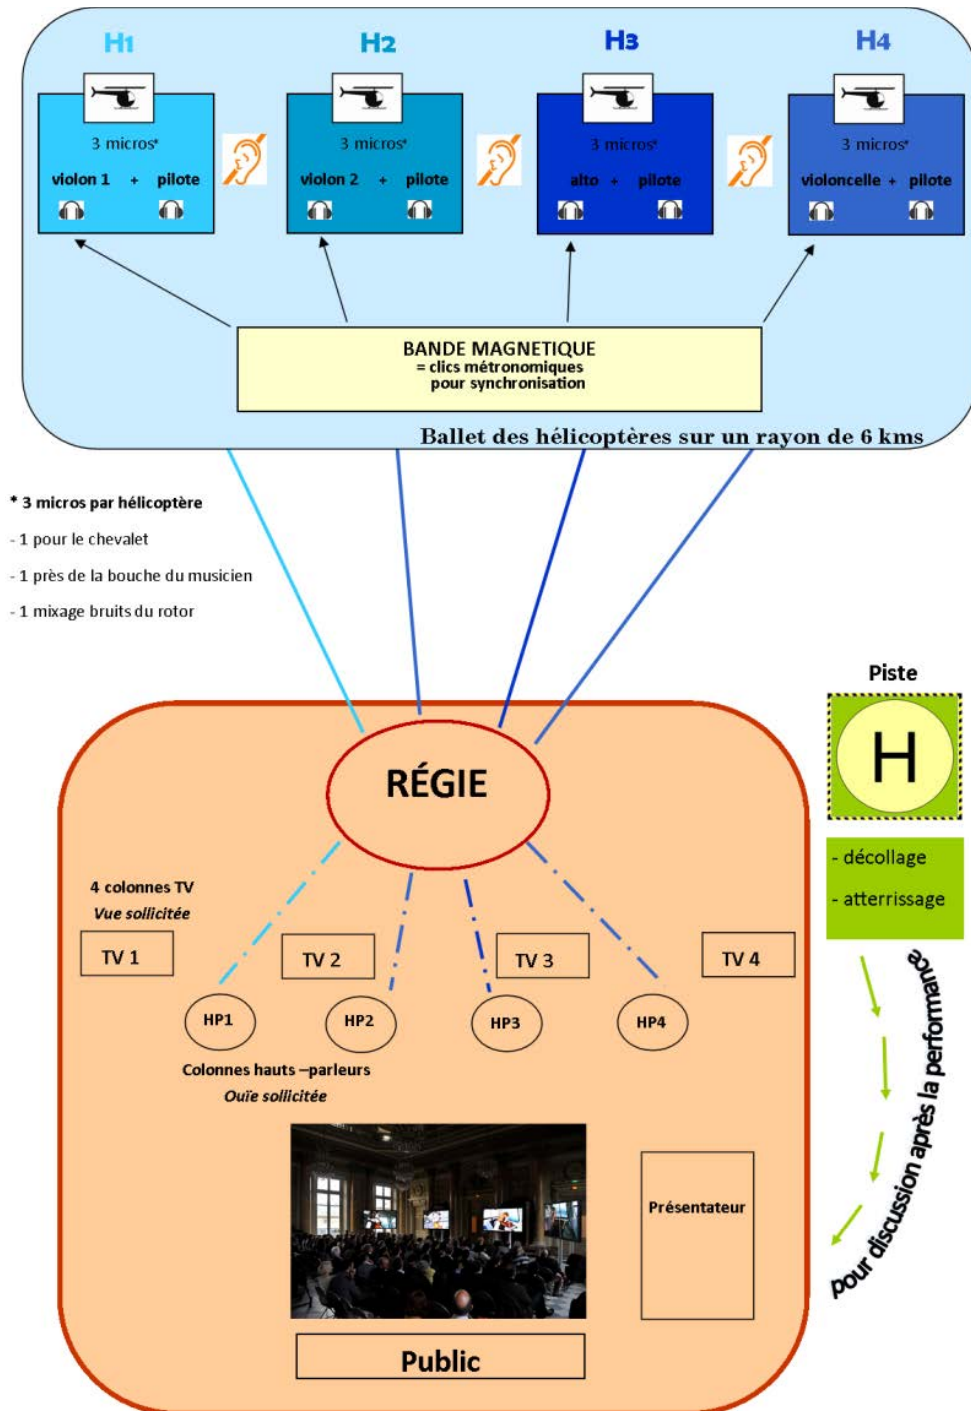 H1
H2
H3
H4
3 micros*
violon 1 + pilote
3 micros*
violon 2 + pilote
3 micros*
alto + pilote
3 micros*
violoncelle + pilote
BANDE MAGNETIQUE
= clics métronomiques
pour synchronisation
Ballet des hélicoptères sur un rayon de 6 kms
* 3 micros par hélicoptère
- 1 pour le chevalet
- 1 près de la bouche du musicien
- 1 mixage bruits du rotor
Piste
H
- décollage
- atterrissage
pour discussion après la performance
RÉGIE
4 colonnes TV
Vue sollicitée
TV 1
TV 2
TV 3
TV 4
HP1
HP2
HP3
HP4
Colonnes hauts –parleurs
Ouïe sollicitée
Présentateur
Public